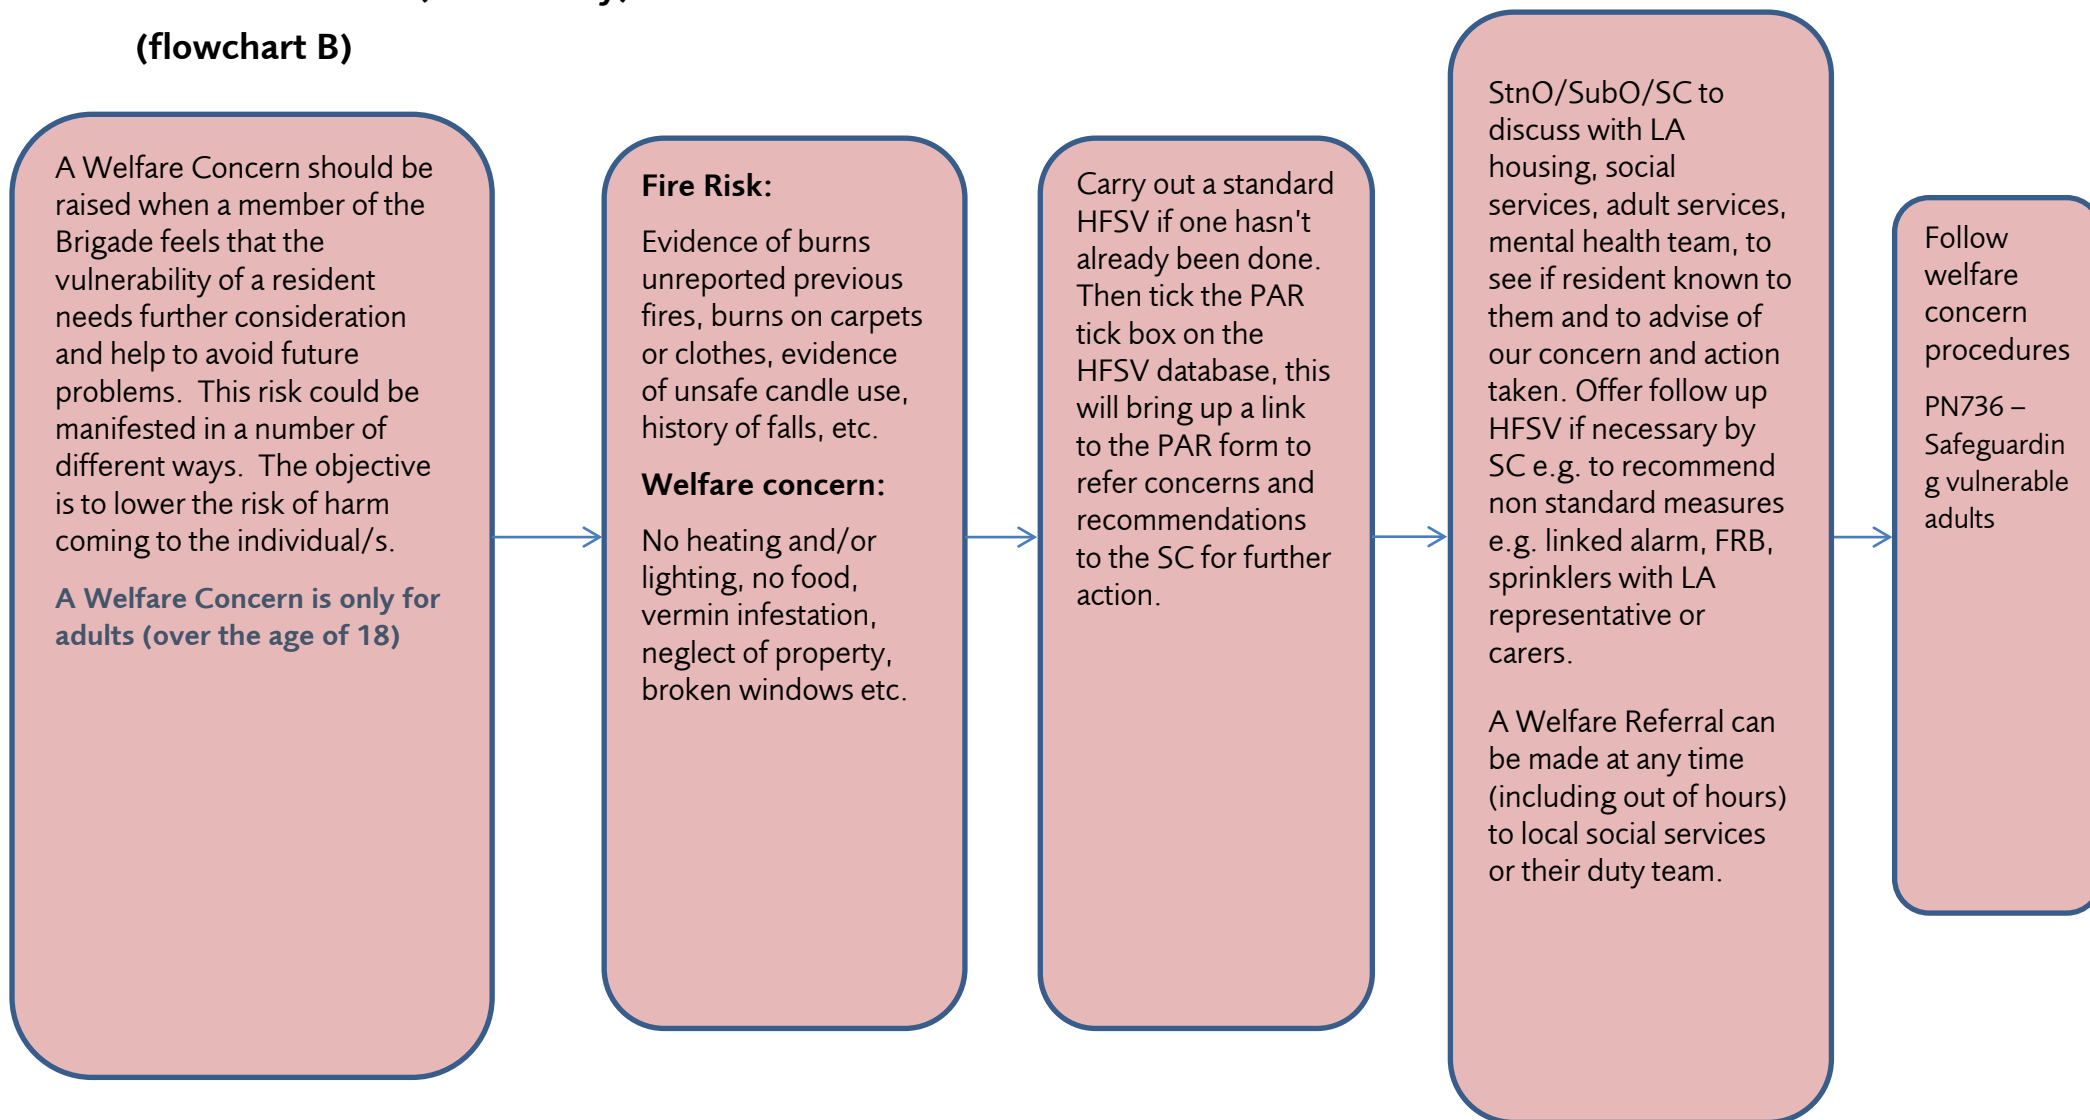 (flowchart B)
A Welfare Concern should be
raised when a member of the
Brigade feels that the
vulnerability of a resident
needs further consideration
and help to avoid future
problems.  This risk could be
manifested in a number of
different ways.  The objective
is to lower the risk of harm
coming to the individual/s.
A Welfare Concern is only for
adults (over the age of 18)
Fire Risk:
Evidence of burns
unreported previous
fires, burns on carpets
or clothes, evidence
of unsafe candle use,
history of falls, etc.
Welfare concern:
No heating and/or
lighting, no food,
vermin infestation,
neglect of property,
broken windows etc.
Carry out a standard
HFSV if one hasn't
already been done.
Then tick the PAR
tick box on the
HFSV database, this
will bring up a link
to the PAR form to
refer concerns and
recommendations
to the SC for further
action.
StnO/SubO/SC to
discuss with LA
housing, social
services, adult services,
mental health team, to
see if resident known to
them and to advise of
our concern and action
taken. Offer follow up
HFSV if necessary by
SC e.g. to recommend
non standard measures
e.g. linked alarm, FRB,
sprinklers with LA
representative or
carers.
A Welfare Referral can
be made at any time
(including out of hours)
to local social services
or their duty team.
Follow
welfare
concern
procedures
PN736 –
Safeguardin
g vulnerable
adults